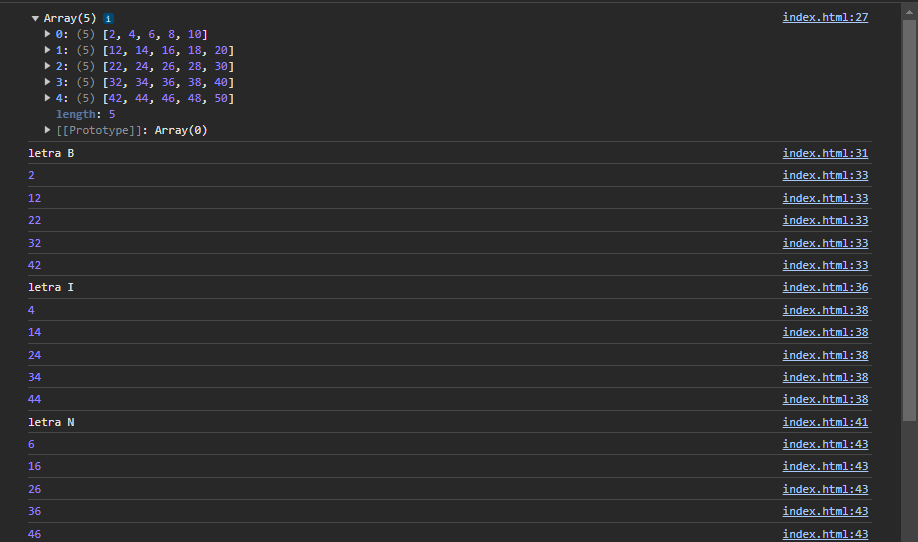 ▼ Array(5) i index.html:27
▶ 0: (5) [2, 4, 6, 8, 10]
▶ 1: (5) [12, 14, 16, 18, 20]
▶ 2: (5) [22, 24, 26, 28, 30]
▶ 3: (5) [32, 34, 36, 38, 40]
▶ 4: (5) [42, 44, 46, 48, 50]
length: 5
▶ [[Prototype]]: Array(0)
letra B index.html:31
2 index.html:33
12 index.html:33
22 index.html:33
32 index.html:33
42 index.html:33
letra I index.html:36
4 index.html:38
14 index.html:38
24 index.html:38
34 index.html:38
44 index.html:38
letra N index.html:41
6 index.html:43
16 index.html:43
26 index.html:43
36 index.html:43
46 index.html:43